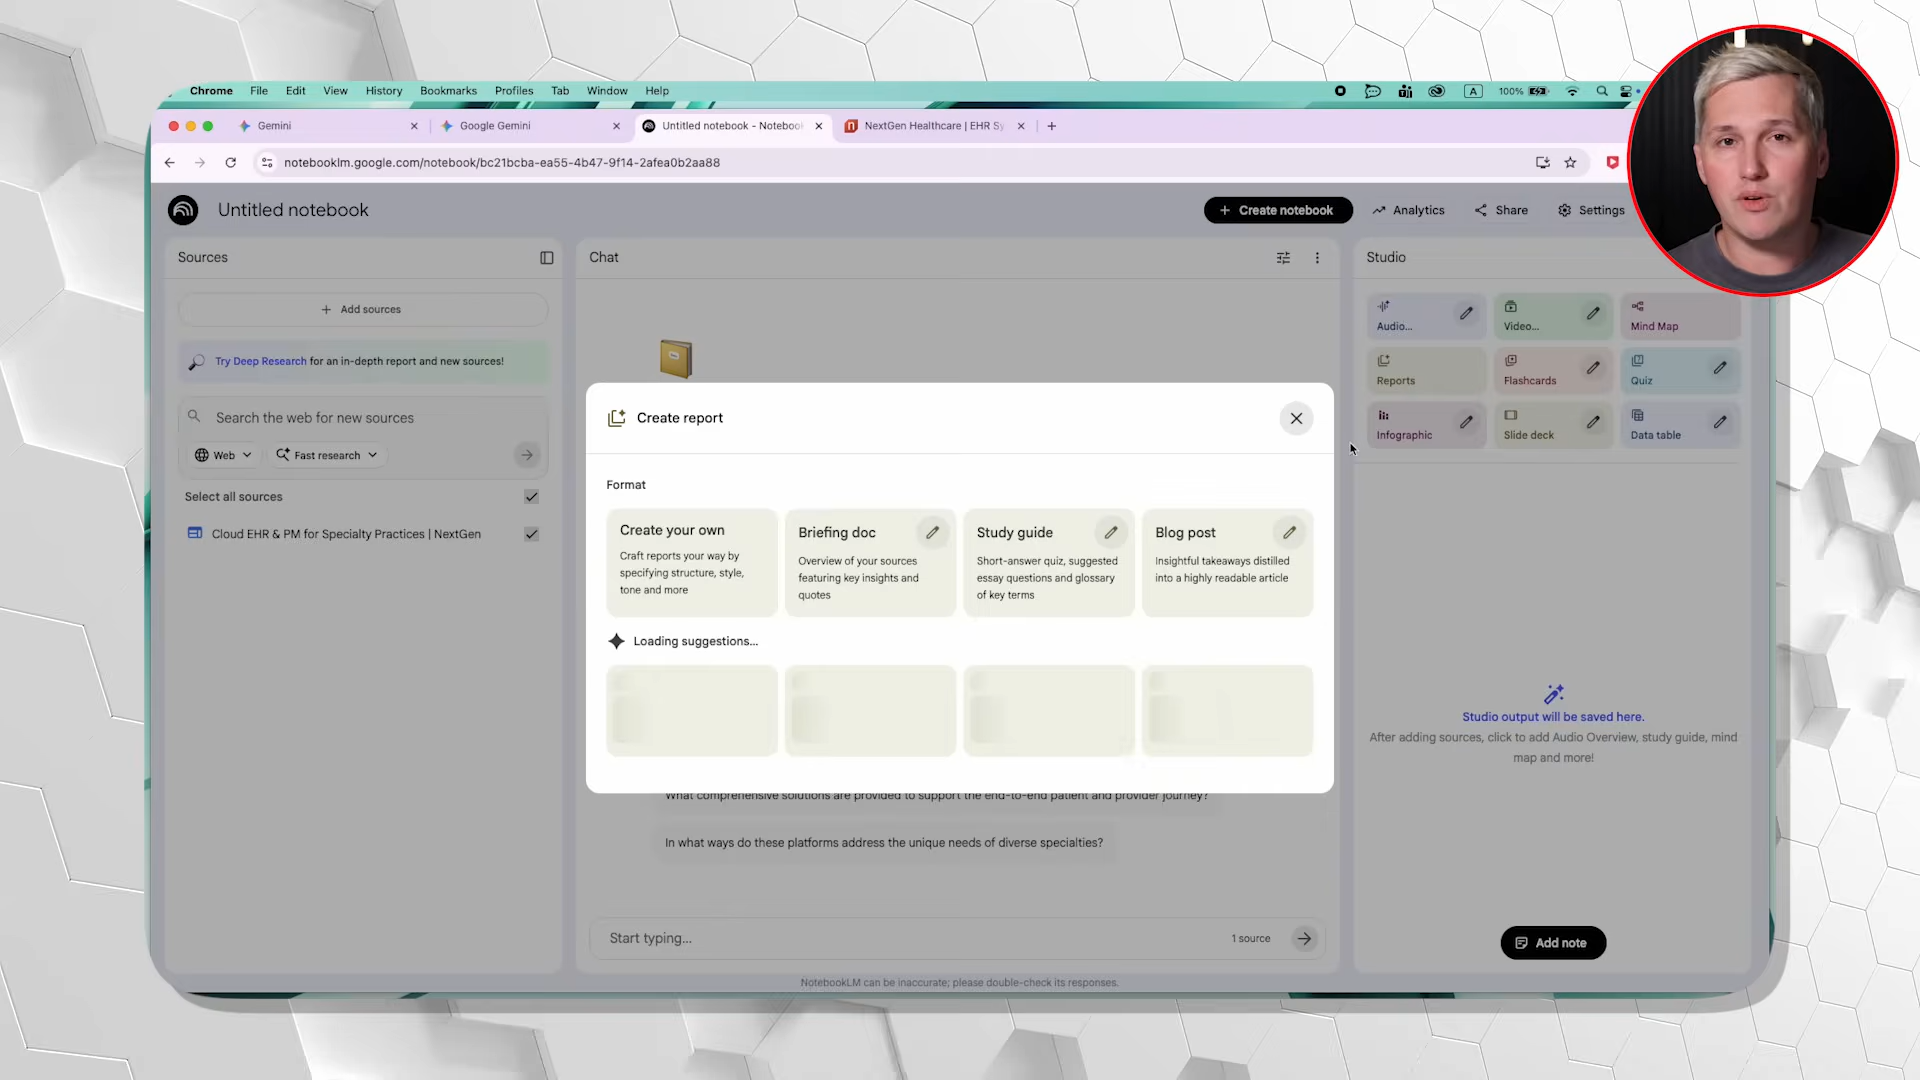 Chrome File Edit View History Bookmarks Profiles Tab Window Help
A 100%
Gemini
Google Gemini
Untitled notebook - Notebook
NextGen Healthcare | EHR Sy
notebooklm.google.com/notebook/bc21bcba-ea55-4b47-9f14-2afea0b2aa88
Untitled notebook
Create notebook
Analytics
Share
Settings
Sources
Add sources
Try Deep Research for an in-depth report and new sources!
Search the web for new sources
Web
Fast research
Select all sources
Cloud EHR & PM for Specialty Practices | NextGen
Chat
Create report
Format
Create your own
Craft reports your way by
specifying structure, style,
tone and more
Briefing doc
Overview of your sources
featuring key insights and
quotes
Study guide
Short-answer quiz, suggested
essay questions and glossary
of key terms
Blog post
Insightful takeaways distilled
into a highly readable article
Loading suggestions...
What comprehensive solutions are provided to support the end-to-end patient and provider journey?
In what ways do these platforms address the unique needs of diverse specialties?
Start typing...
1 source
NotebookLM can be inaccurate; please double-check its responses.
Studio
Audio...
Video...
Mind Map
Reports
Flashcards
Quiz
Infographic
Slide deck
Data table
Studio output will be saved here.
After adding sources, click to add Audio Overview, study guide, mind
map and more!
Add note